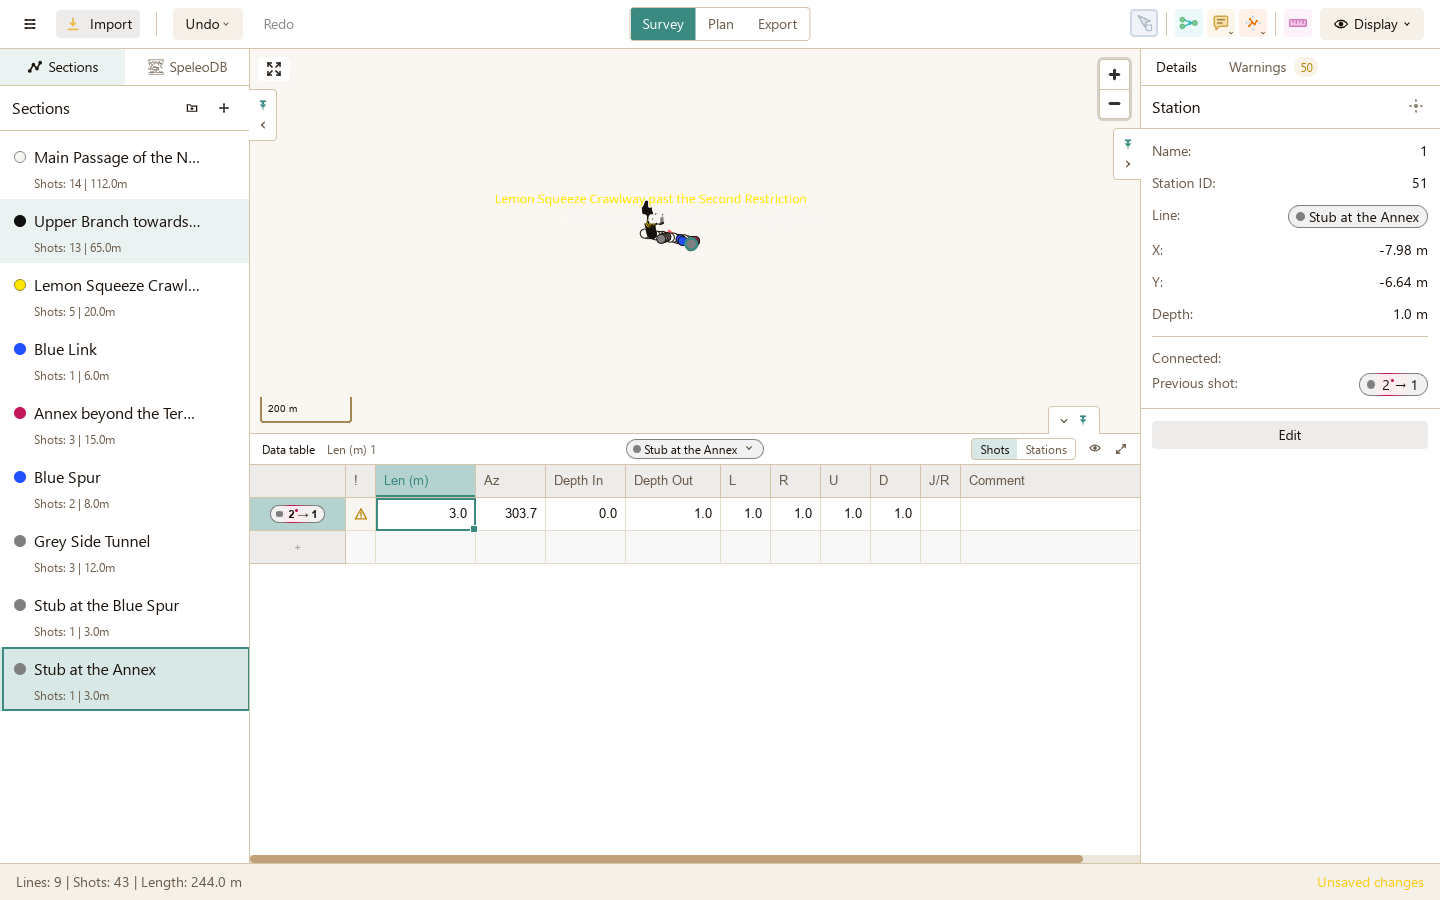 Import
Undo
Redo
Survey
Plan
Export
Display
Sections
SpeleoDB
Sections
Main Passage of the N...
Shots: 14 | 112.0m
Upper Branch towards...
Shots: 13 | 65.0m
Lemon Squeeze Crawl...
Shots: 5 | 20.0m
Blue Link
Shots: 1 | 6.0m
Annex beyond the Ter...
Shots: 3 | 15.0m
Blue Spur
Shots: 2 | 8.0m
Grey Side Tunnel
Shots: 3 | 12.0m
Stub at the Blue Spur
Shots: 1 | 3.0m
Stub at the Annex
Shots: 1 | 3.0m
Lemon Squeeze Crawlway past the Second Restriction
200 m
Data table Len (m) 1
Stub at the Annex
Shots Stations
! Len (m) Az Depth In Depth Out L R U D J/R Comment
2→1 3.0 303.7 0.0 1.0 1.0 1.0 1.0 1.0
+
Details
Warnings 50
Station
Name: 1
Station ID: 51
Line: Stub at the Annex
X: -7.98 m
Y: -6.64 m
Depth: 1.0 m
Connected:
Previous shot: 2→ 1
Edit
Lines: 9 | Shots: 43 | Length: 244.0 m
Unsaved changes